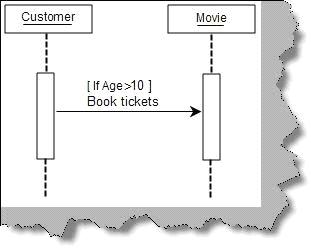 Customer
Movie
[ If Age >10 ]
Book tickets